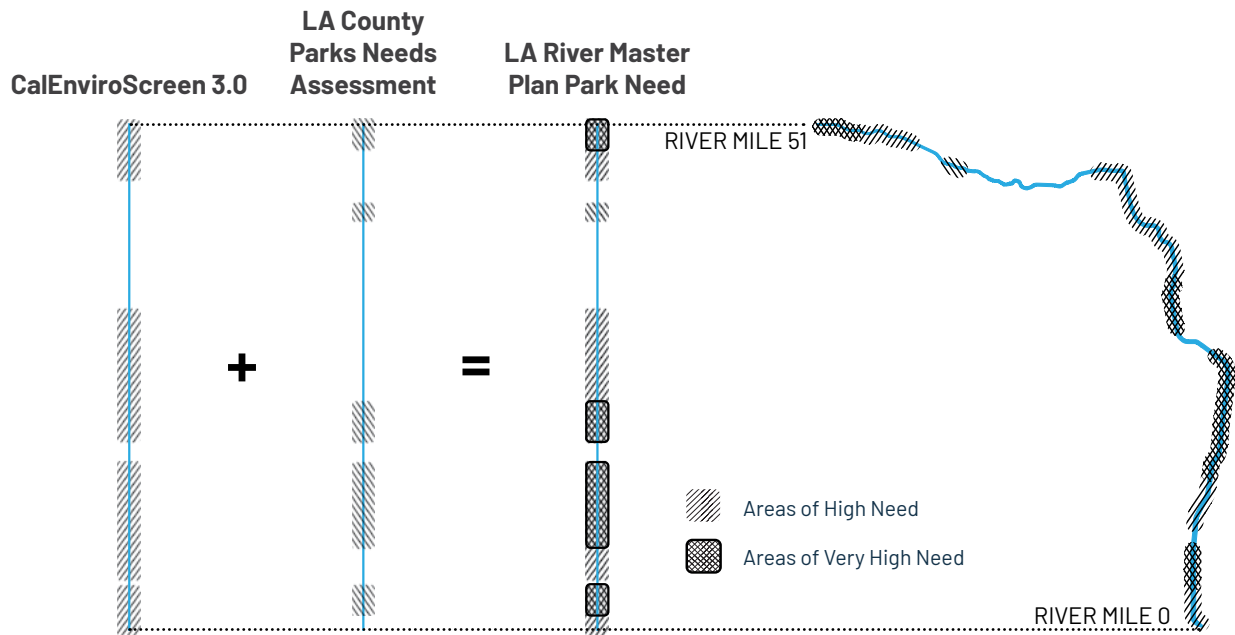 CalEnviroScreen 3.0
LA County
Parks Needs
Assessment
LA River Master
Plan Park Need
+
=
RIVER MILE 51
Areas of High Need
Areas of Very High Need
RIVER MILE 0